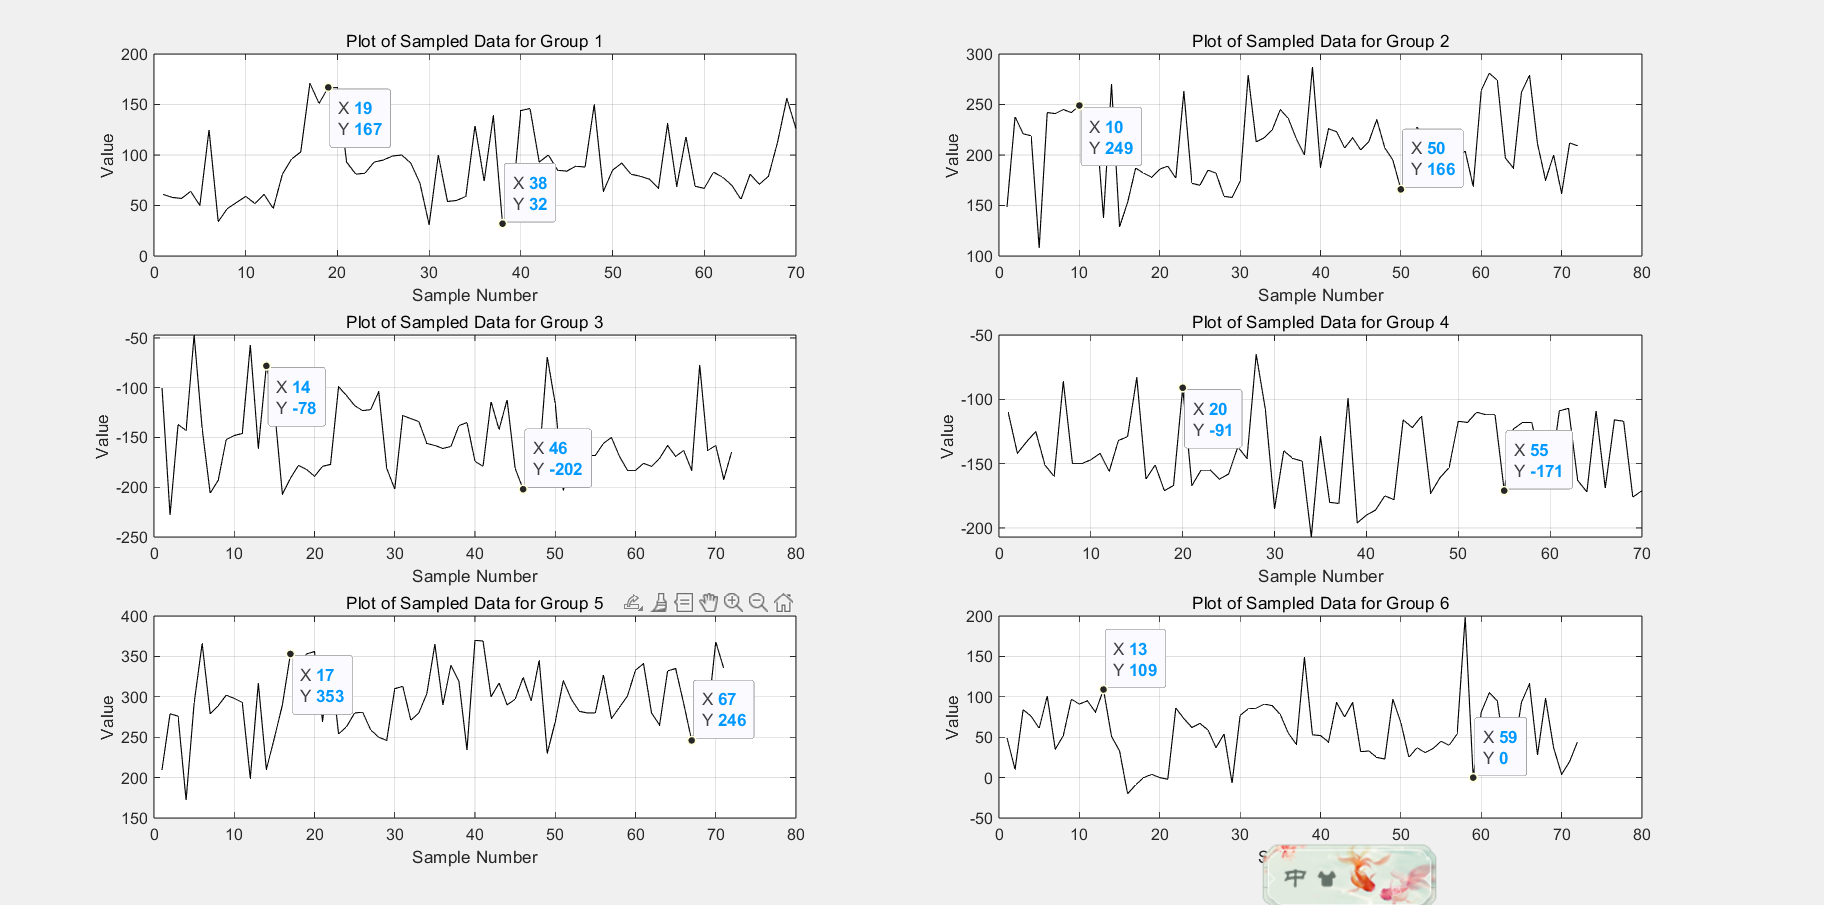 Plot of Sampled Data for Group 1
200
150
100
50
0
Value
X 19
Y 167
X 38
Y 32
0 10 20 30 40 50 60 70
Sample Number
Plot of Sampled Data for Group 2
300
250
200
150
100
Value
X 10
Y 249
X 50
Y 166
0 10 20 30 40 50 60 70 80
Sample Number
Plot of Sampled Data for Group 3
-50
-100
-150
-200
-250
Value
X 14
Y -78
X 46
Y -202
0 10 20 30 40 50 60 70 80
Sample Number
Plot of Sampled Data for Group 4
-50
-100
-150
-200
Value
X 20
Y -91
X 55
Y -171
0 10 20 30 40 50 60 70
Sample Number
Plot of Sampled Data for Group 5
400
350
300
250
200
150
Value
X 17
Y 353
X 67
Y 246
0 10 20 30 40 50 60 70 80
Sample Number
Plot of Sampled Data for Group 6
200
150
100
50
0
-50
Value
X 13
Y 109
X 59
Y 0
0 10 20 30 40 50 60 70 80
中